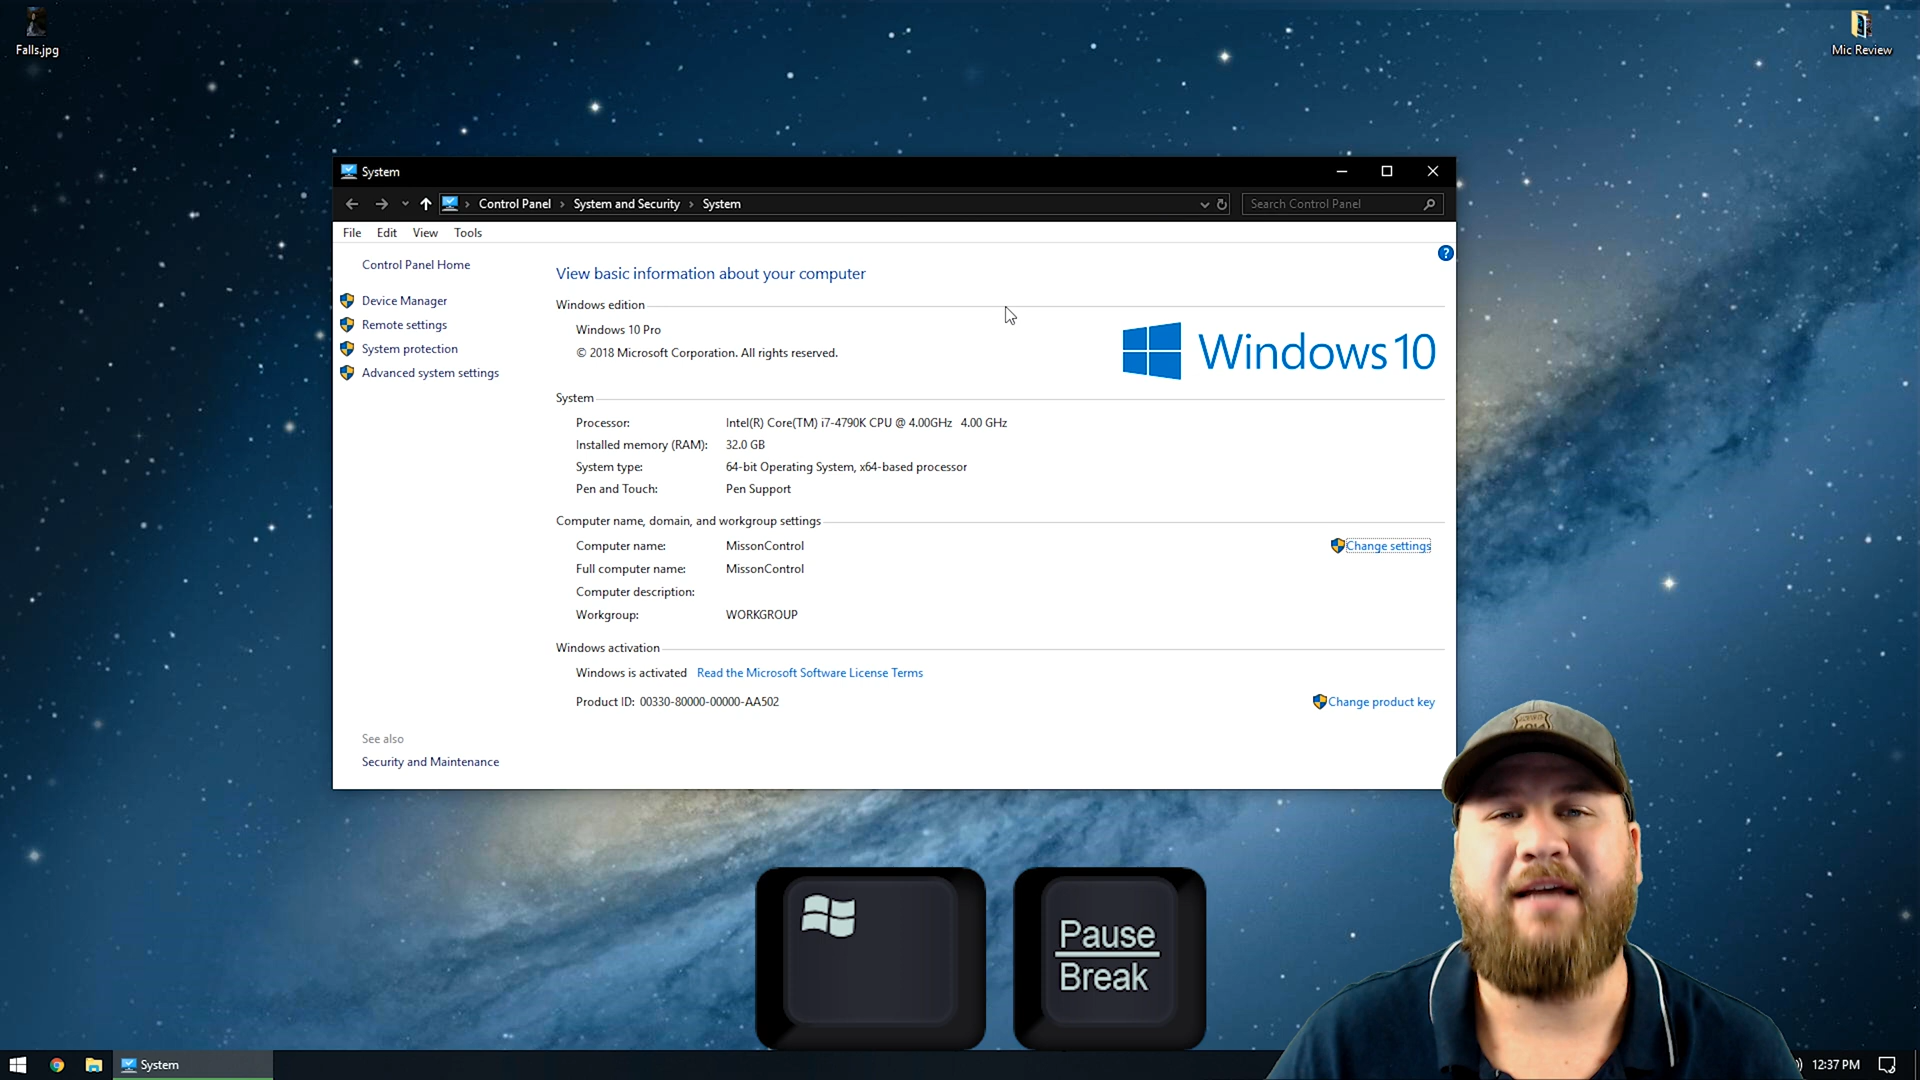 Falls.jpg
Mic Review
System
Control Panel > System and Security > System
Search Control Panel
File Edit View Tools
?
Control Panel Home
Device Manager
Remote settings
System protection
Advanced system settings
See also
Security and Maintenance
View basic information about your computer
Windows edition
Windows 10 Pro
© 2018 Microsoft Corporation. All rights reserved.
Windows 10
System
Processor: Intel(R) Core(TM) i7-4790K CPU @ 4.00GHz 4.00 GHz
Installed memory (RAM): 32.0 GB
System type: 64-bit Operating System, x64-based processor
Pen and Touch: Pen Support
Computer name, domain, and workgroup settings
Computer name: MissonControl
Change settings
Full computer name: MissonControl
Computer description:
Workgroup: WORKGROUP
Windows activation
Windows is activated Read the Microsoft Software License Terms
Product ID: 00330-80000-00000-AA502
Change product key
Pause
Break
System
12:37 PM